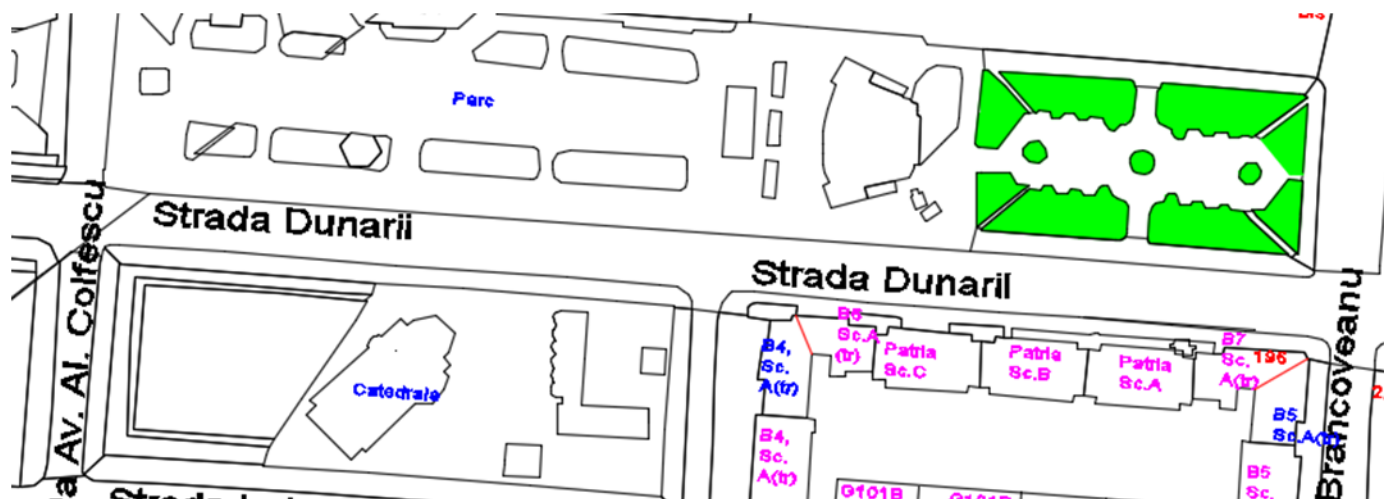 Parc
Strada Dunarii
Strada Dunarii
a Av. Al. Colfescu
Brancoveanu
Catedrala
B4,
Sc.
A(tr)
B6
Sc.A
(tr)
Patria
Sc.C
Patria
Sc.B
Patria
Sc.A
B7
Sc.
A(tr)
196
B5
Sc.A(tr)
B4,
Sc.
A(tr)
B5
Sc.
G101B
Strada